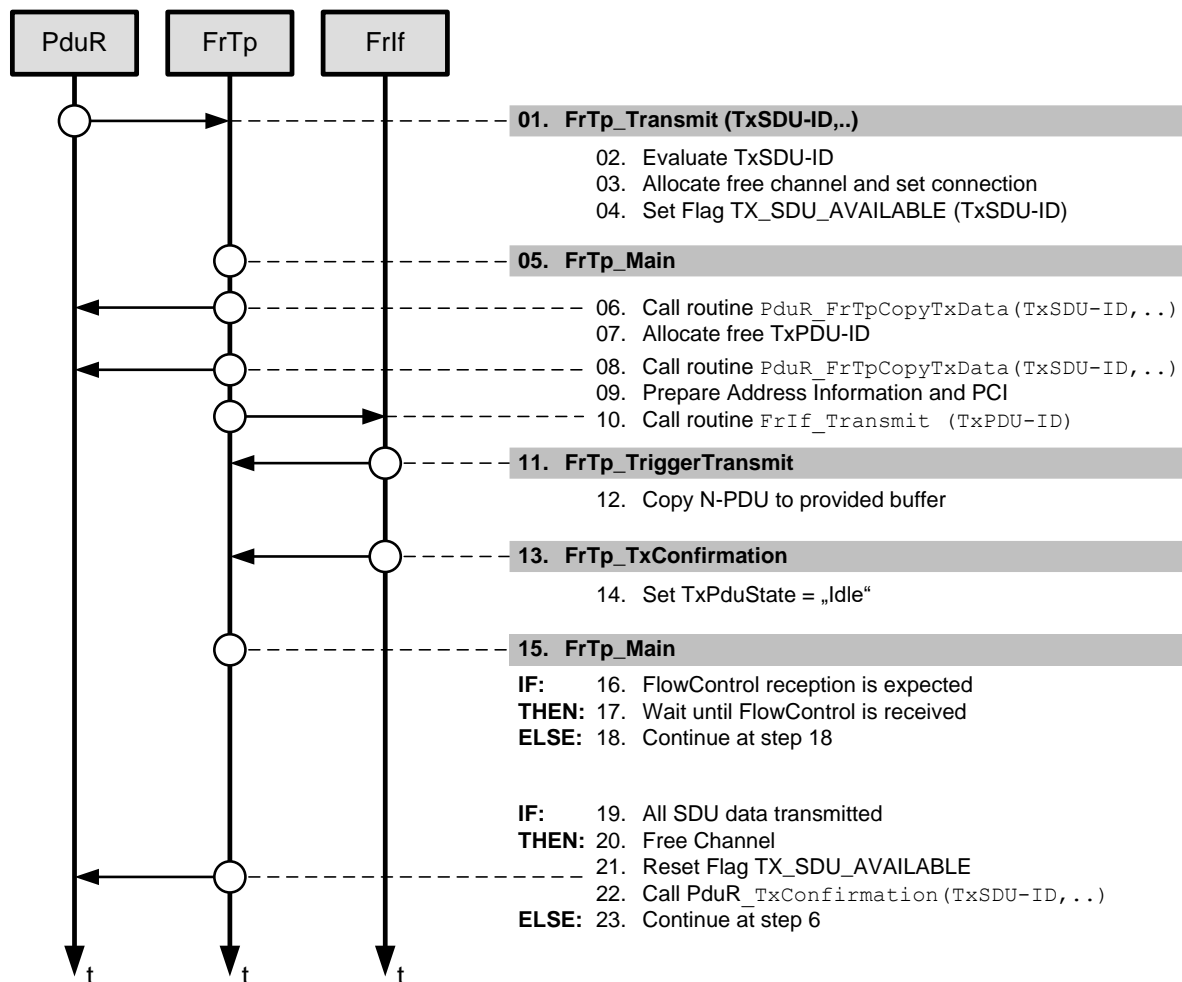 PduR FrTp FrIf
01. FrTp_Transmit (TxSDU-ID,..)
02. Evaluate TxSDU-ID
03. Allocate free channel and set connection
04. Set Flag TX_SDU_AVAILABLE (TxSDU-ID)
05. FrTp_Main
06. Call routine PduR_FrTpCopyTxData(TxSDU-ID,..)
07. Allocate free TxPDU-ID
08. Call routine PduR_FrTpCopyTxData(TxSDU-ID,..)
09. Prepare Address Information and PCI
10. Call routine FrIf_Transmit (TxPDU-ID)
11. FrTp_TriggerTransmit
12. Copy N-PDU to provided buffer
13. FrTp_TxConfirmation
14. Set TxPduState = „Idle“
15. FrTp_Main
IF: 16. FlowControl reception is expected
THEN: 17. Wait until FlowControl is received
ELSE: 18. Continue at step 18
IF: 19. All SDU data transmitted
THEN: 20. Free Channel
21. Reset Flag TX_SDU_AVAILABLE
22. Call PduR_TxConfirmation(TxSDU-ID,..)
ELSE: 23. Continue at step 6
t t t